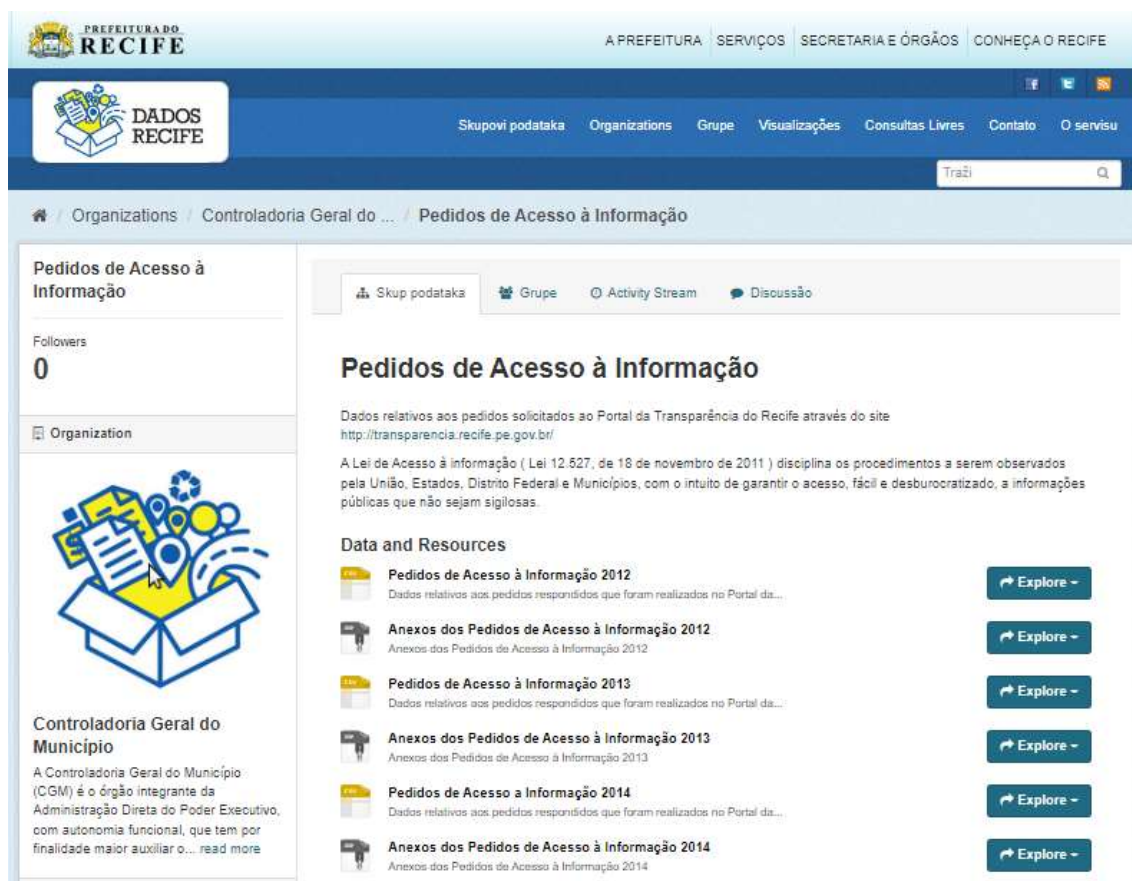 PREFEITURA DO
RECIFE
A PREFEITURA SERVIÇOS SECRETARIA E ÓRGÃOS CONHEÇA O RECIFE
DADOS
RECIFE
Skupovi podataka Organizations Grupe Visualizações Consultas Livres Contato O servisu
Traži
/ Organizations / Controladoria Geral do ... / Pedidos de Acesso à Informação
Pedidos de Acesso à
Informação
Followers
0
Organization
Controladoria Geral do
Município
A Controladoria Geral do Município
(CGM) é o órgão integrante da
Administração Direta do Poder Executivo,
com autonomia funcional, que tem por
finalidade maior auxiliar o... read more
Skup podataka Grupe Activity Stream Discussão
Pedidos de Acesso à Informação
Dados relativos aos pedidos solicitados ao Portal da Transparência do Recife através do site
http://transparencia.recife.pe.gov.br/
A Lei de Acesso à informação ( Lei 12.527, de 18 de novembro de 2011 ) disciplina os procedimentos a serem observados
pela União, Estados, Distrito Federal e Municípios, com o intuito de garantir o acesso, fácil e desburocratizado, a informações
públicas que não sejam sigilosas.
Data and Resources
Pedidos de Acesso à Informação 2012
Dados relativos aos pedidos respondidos que foram realizados no Portal da...
Explore
Anexos dos Pedidos de Acesso à Informação 2012
Anexos dos Pedidos de Acesso à Informação 2012
Explore
Pedidos de Acesso à Informação 2013
Dados relativos aos pedidos respondidos que foram realizados no Portal da...
Explore
Anexos dos Pedidos de Acesso à Informação 2013
Anexos dos Pedidos de Acesso à Informação 2013
Explore
Pedidos de Acesso a Informação 2014
Dados relativos aos pedidos respondidos que foram realizados no Portal da...
Explore
Anexos dos Pedidos de Acesso à Informação 2014
Anexos dos Pedidos de Acesso à Informação 2014
Explore